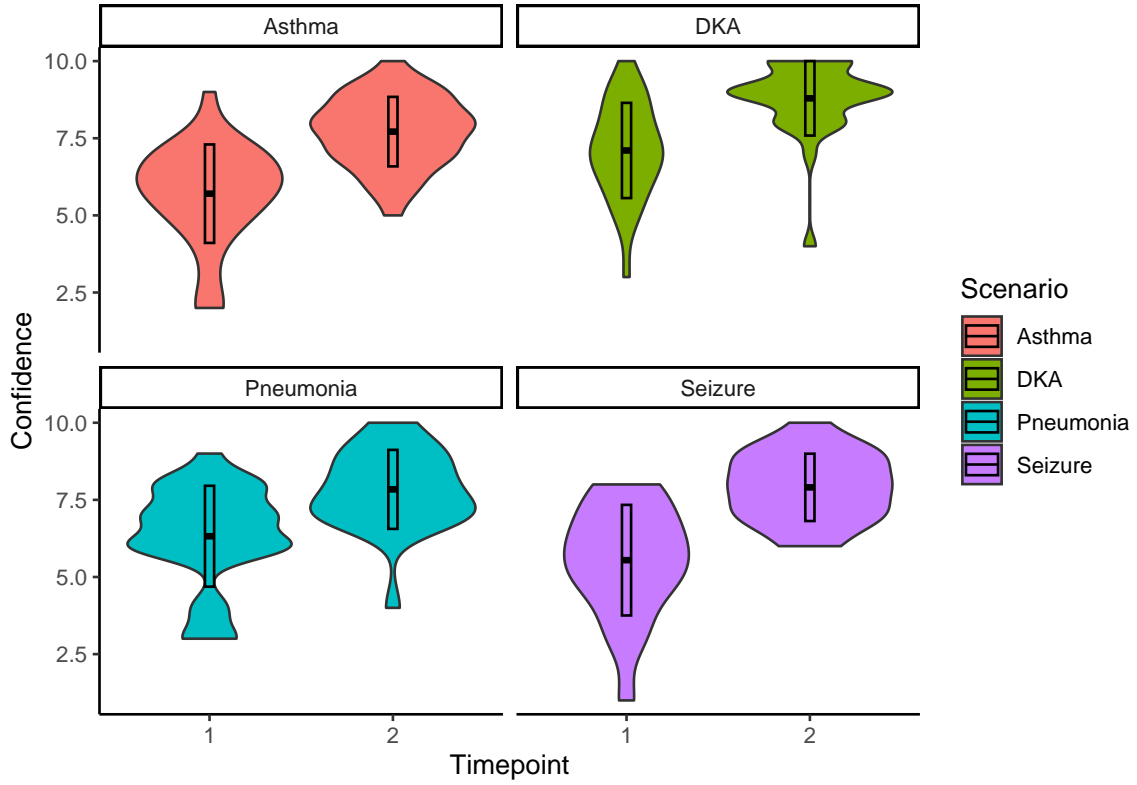 Asthma
DKA
10.0
7.5
5.0
2.5
Pneumonia
Seizure
10.0
7.5
5.0
2.5
1
2
1
2
Timepoint
Confidence
Scenario
Asthma
DKA
Pneumonia
Seizure